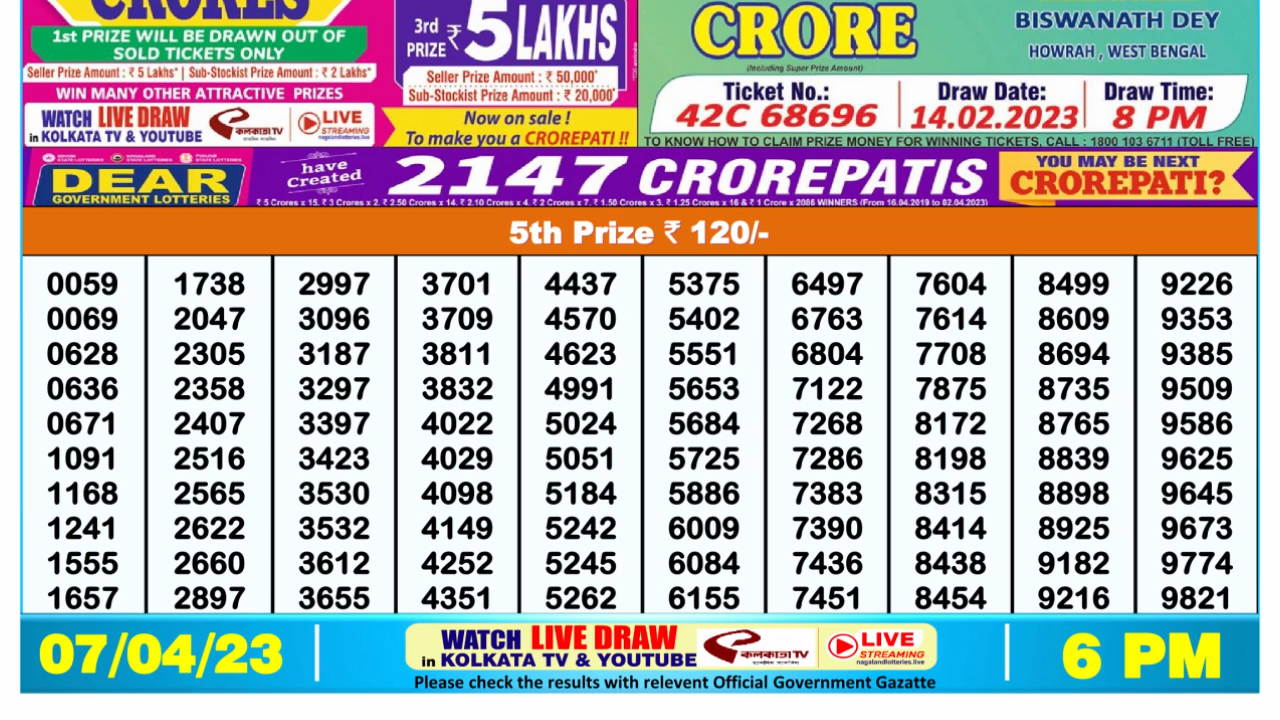 CRORES
1st PRIZE WILL BE DRAWN OUT OF
SOLD TICKETS ONLY
Seller Prize Amount : ₹ 5 Lakhs* | Sub-Stockist Prize Amount : ₹ 2 Lakhs*
WIN MANY OTHER ATTRACTIVE PRIZES
WATCH LIVE DRAW
in KOLKATA TV & YOUTUBE
কলকাতা TV
LIVE
STREAMING
nagalandlotteries.live
3rd
PRIZE ₹ 5 LAKHS
Seller Prize Amount : ₹ 50,000*
Sub-Stockist Prize Amount : ₹ 20,000*
Now on sale !
To make you a CROREPATI !!
CRORE
(Including Super Prize Amount)
BISWANATH DEY
HOWRAH , WEST BENGAL
Ticket No.: Draw Date: Draw Time:
42C 68696 14.02.2023 8 PM
TO KNOW HOW TO CLAIM PRIZE MONEY FOR WINNING TICKETS, CALL : 1800 103 6711 (TOLL FREE)
DEAR
GOVERNMENT LOTTERIES
have
Created
2147 CROREPATIS
YOU MAY BE NEXT
CROREPATI?
₹ 5 Crores x 15, ₹ 3 Crores x 2, ₹ 2.50 Crores x 14, ₹ 2.10 Crores x 4, ₹ 2 Crores x 7, ₹ 1.50 Crores x 3, ₹ 1.25 Crores x 16 & ₹ 1 Crore x 2086 WINNERS (From 16.04.2019 to 02.04.2023)
5th Prize ₹ 120/-
0059 1738 2997 3701 4437 5375 6497 7604 8499 9226
0069 2047 3096 3709 4570 5402 6763 7614 8609 9353
0628 2305 3187 3811 4623 5551 6804 7708 8694 9385
0636 2358 3297 3832 4991 5653 7122 7875 8735 9509
0671 2407 3397 4022 5024 5684 7268 8172 8765 9586
1091 2516 3423 4029 5051 5725 7286 8198 8839 9625
1168 2565 3530 4098 5184 5886 7383 8315 8898 9645
1241 2622 3532 4149 5242 6009 7390 8414 8925 9673
1555 2660 3612 4252 5245 6084 7436 8438 9182 9774
1657 2897 3655 4351 5262 6155 7451 8454 9216 9821
07/04/23
WATCH LIVE DRAW
in KOLKATA TV & YOUTUBE
কলকাতা TV
LIVE
STREAMING
nagalandlotteries.live
Please check the results with relevent Official Government Gazatte
6 PM